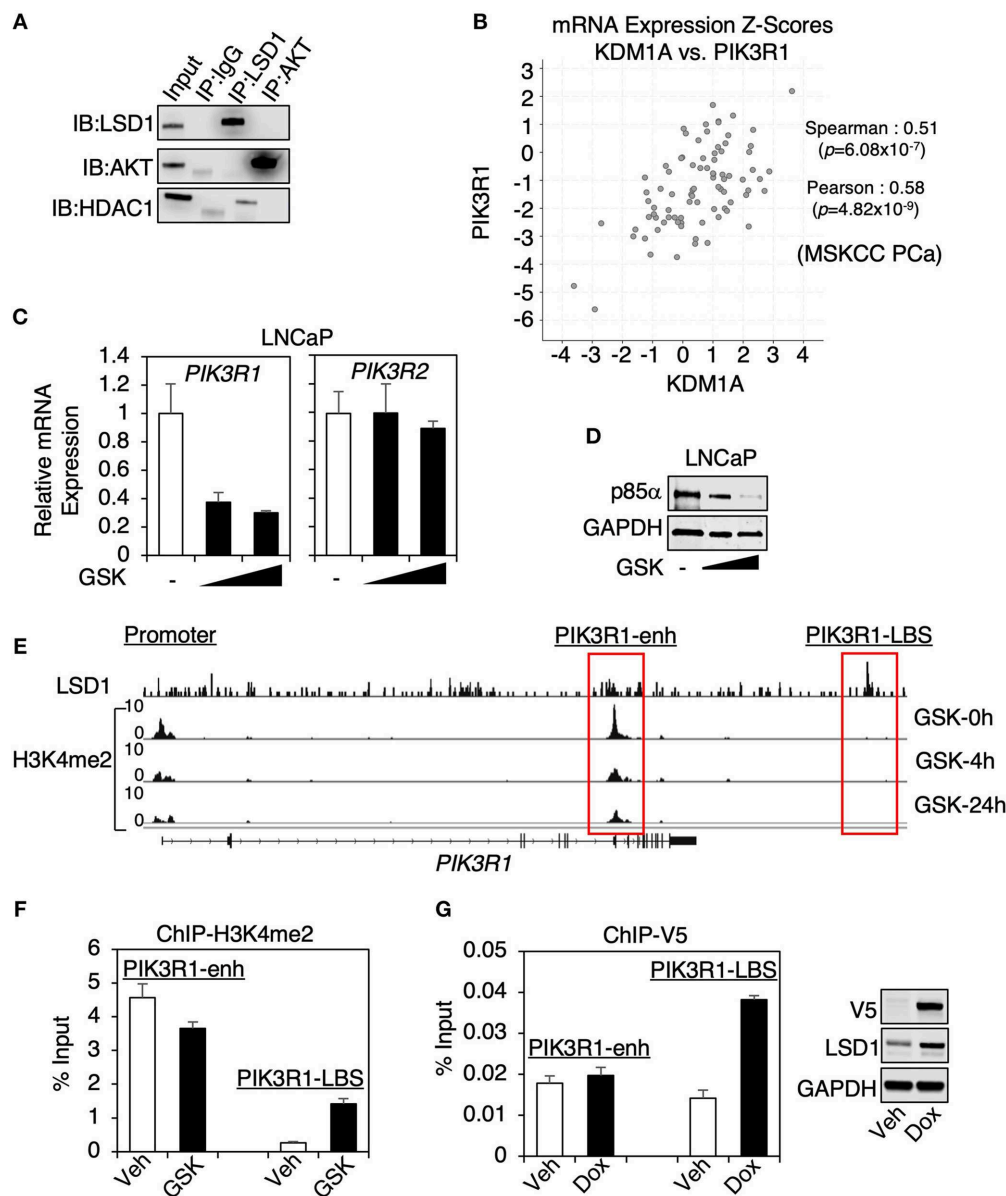 A
Input
IP:IgG
IP:LSD1
IP:AKT
IB:LSD1
IB:AKT
IB:HDAC1
B
mRNA Expression Z-Scores
KDM1A vs. PIK3R1
3
2
1
0
-1
-2
-3
-4
-5
-6
PIK3R1
-4 -3 -2 -1 0 1 2 3 4
KDM1A
Spearman : 0.51
(p=6.08x10-7)
Pearson : 0.58
(p=4.82x10-9)
(MSKCC PCa)
C
LNCaP
PIK3R1
PIK3R2
Relative mRNA
Expression
1.4
1.2
1
0.8
0.6
0.4
0.2
0
GSK
-
-
D
LNCaP
p85α
GAPDH
GSK -
E
Promoter
PIK3R1-enh
PIK3R1-LBS
LSD1
H3K4me2
10
0
GSK-0h
10
0
GSK-4h
10
0
GSK-24h
PIK3R1
F
ChIP-H3K4me2
% Input
6
5
4
3
2
1
0
PIK3R1-enh
PIK3R1-LBS
Veh
GSK
Veh
GSK
G
ChIP-V5
% Input
0.05
0.04
0.03
0.02
0.01
0
PIK3R1-LBS
PIK3R1-enh
Veh
Dox
Veh
Dox
V5
LSD1
GAPDH
Veh
Dox